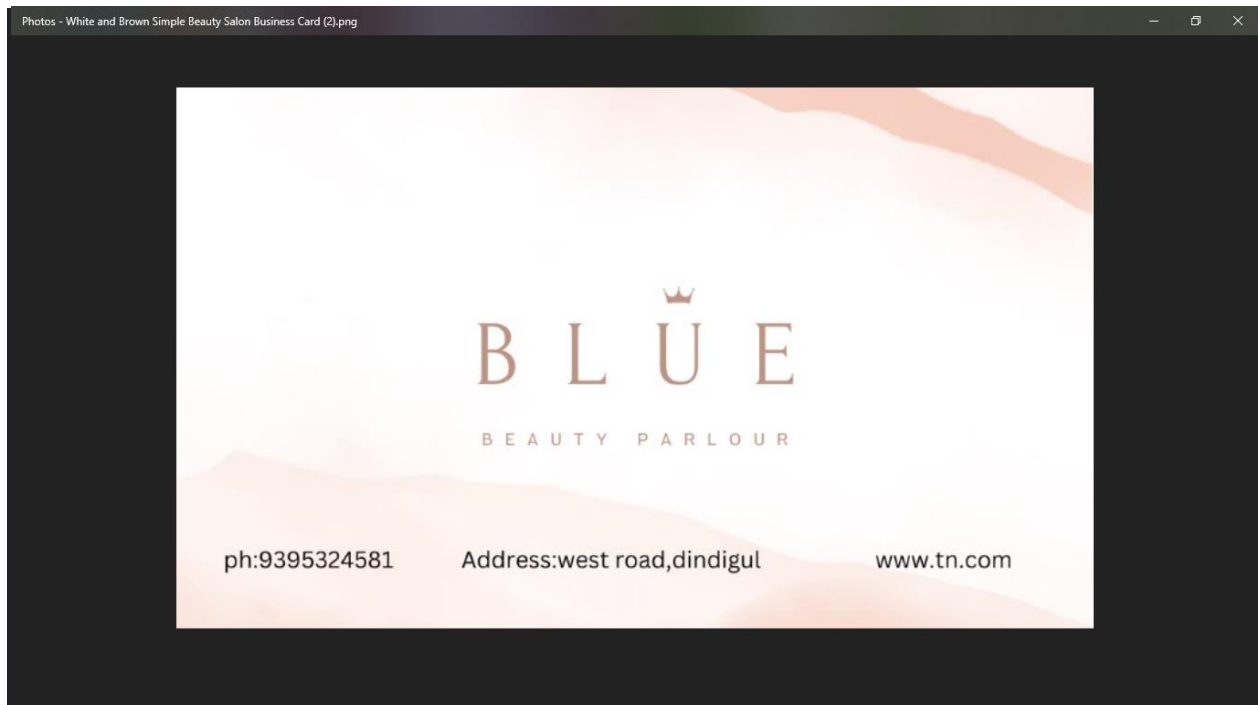 Photos - White and Brown Simple Beauty Salon Business Card (2).png
BLUE
BEAUTY PARLOUR
ph:9395324581 Address:west road,dindigul www.tn.com